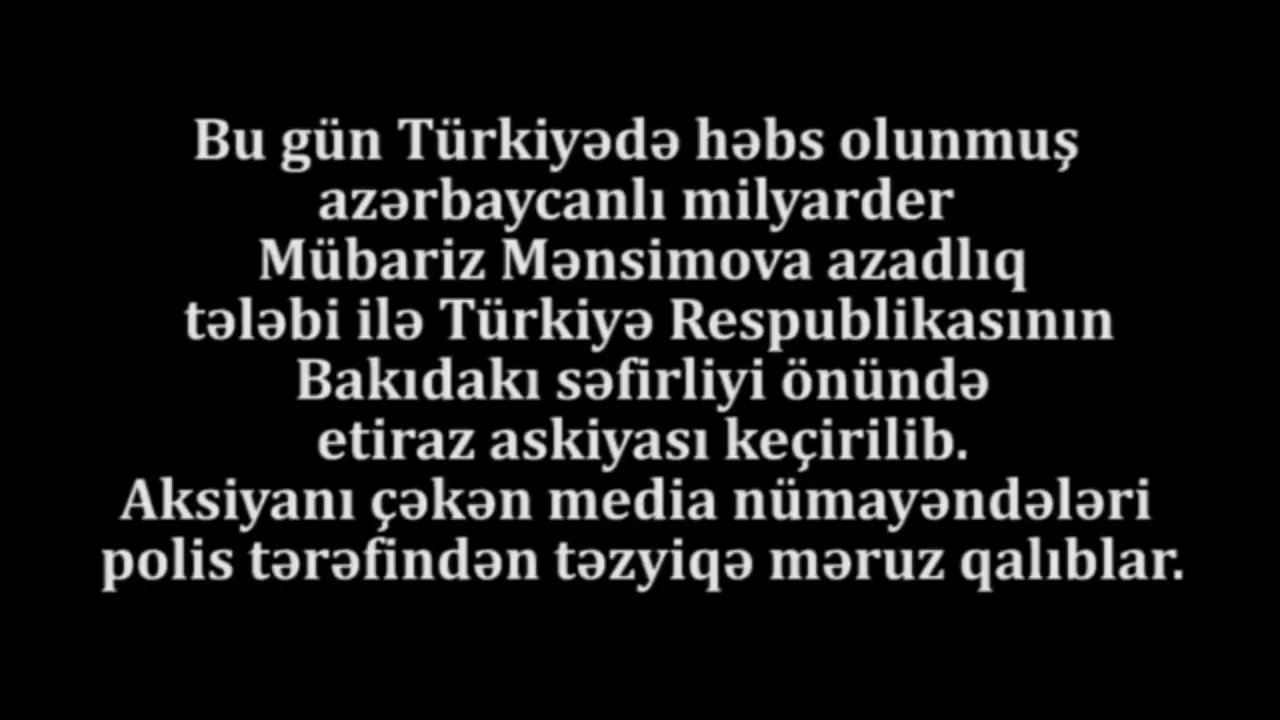 Bu gün Türkiyədə həbs olunmuş
azərbaycanlı milyarder
Mübariz Mənsimova azadlıq
tələbi ilə Türkiyə Respublikasının
Bakıdakı səfirliyi önündə
etiraz askiyası keçirilib.
Aksiyanı çəkən media nümayəndələri
polis tərəfindən təzyiqə məruz qalıblar.